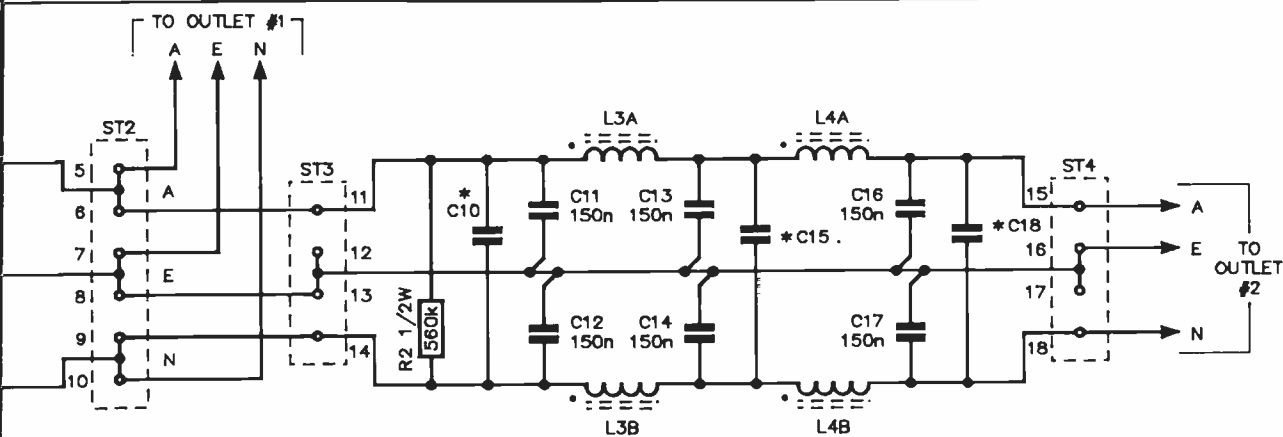 TO OUTLET #1
A E N
ST2
5
A
6
7
E
8
9
N
10
ST3
11
12
13
14
R2 1/2W
560k
*
C10
C11
150n
C12
150n
L3A
L3B
C13
150n
C14
150n
*C15.
L4A
L4B
C16
150n
C17
150n
*C18
ST4
15
16
17
18
A
E
N
TO
OUTLET
#2